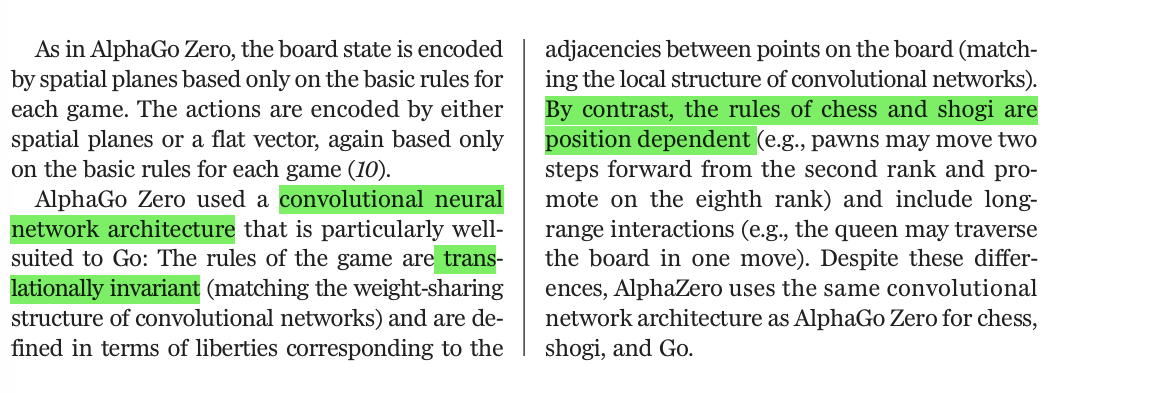 As in AlphaGo Zero, the board state is encoded
by spatial planes based only on the basic rules for
each game. The actions are encoded by either
spatial planes or a flat vector, again based only
on the basic rules for each game (10).
AlphaGo Zero used a convolutional neural
network architecture that is particularly well-
suited to Go: The rules of the game are trans-
lationally invariant (matching the weight-sharing
structure of convolutional networks) and are de-
fined in terms of liberties corresponding to the
adjacencies between points on the board (match-
ing the local structure of convolutional networks).
By contrast, the rules of chess and shogi are
position dependent (e.g., pawns may move two
steps forward from the second rank and pro-
mote on the eighth rank) and include long-
range interactions (e.g., the queen may traverse
the board in one move). Despite these differ-
ences, AlphaZero uses the same convolutional
network architecture as AlphaGo Zero for chess,
shogi, and Go.